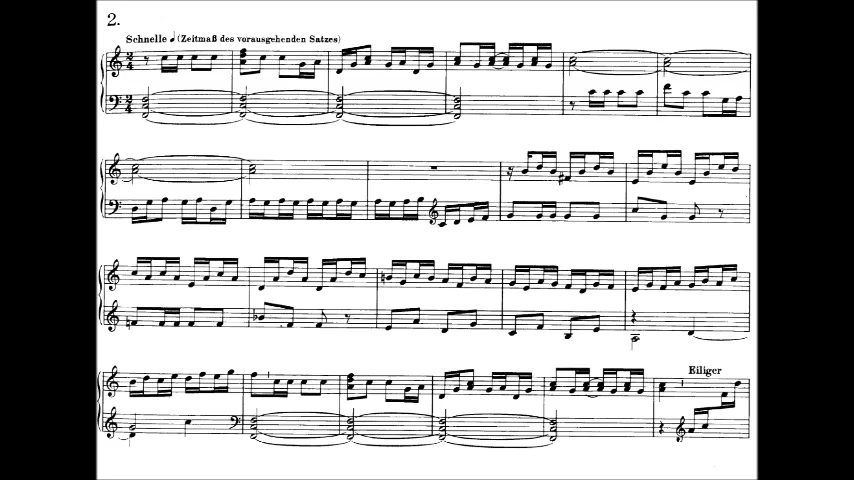 2.
Schnelle ♩ (Zeitmaß des vorausgehenden Satzes)
Eiliger